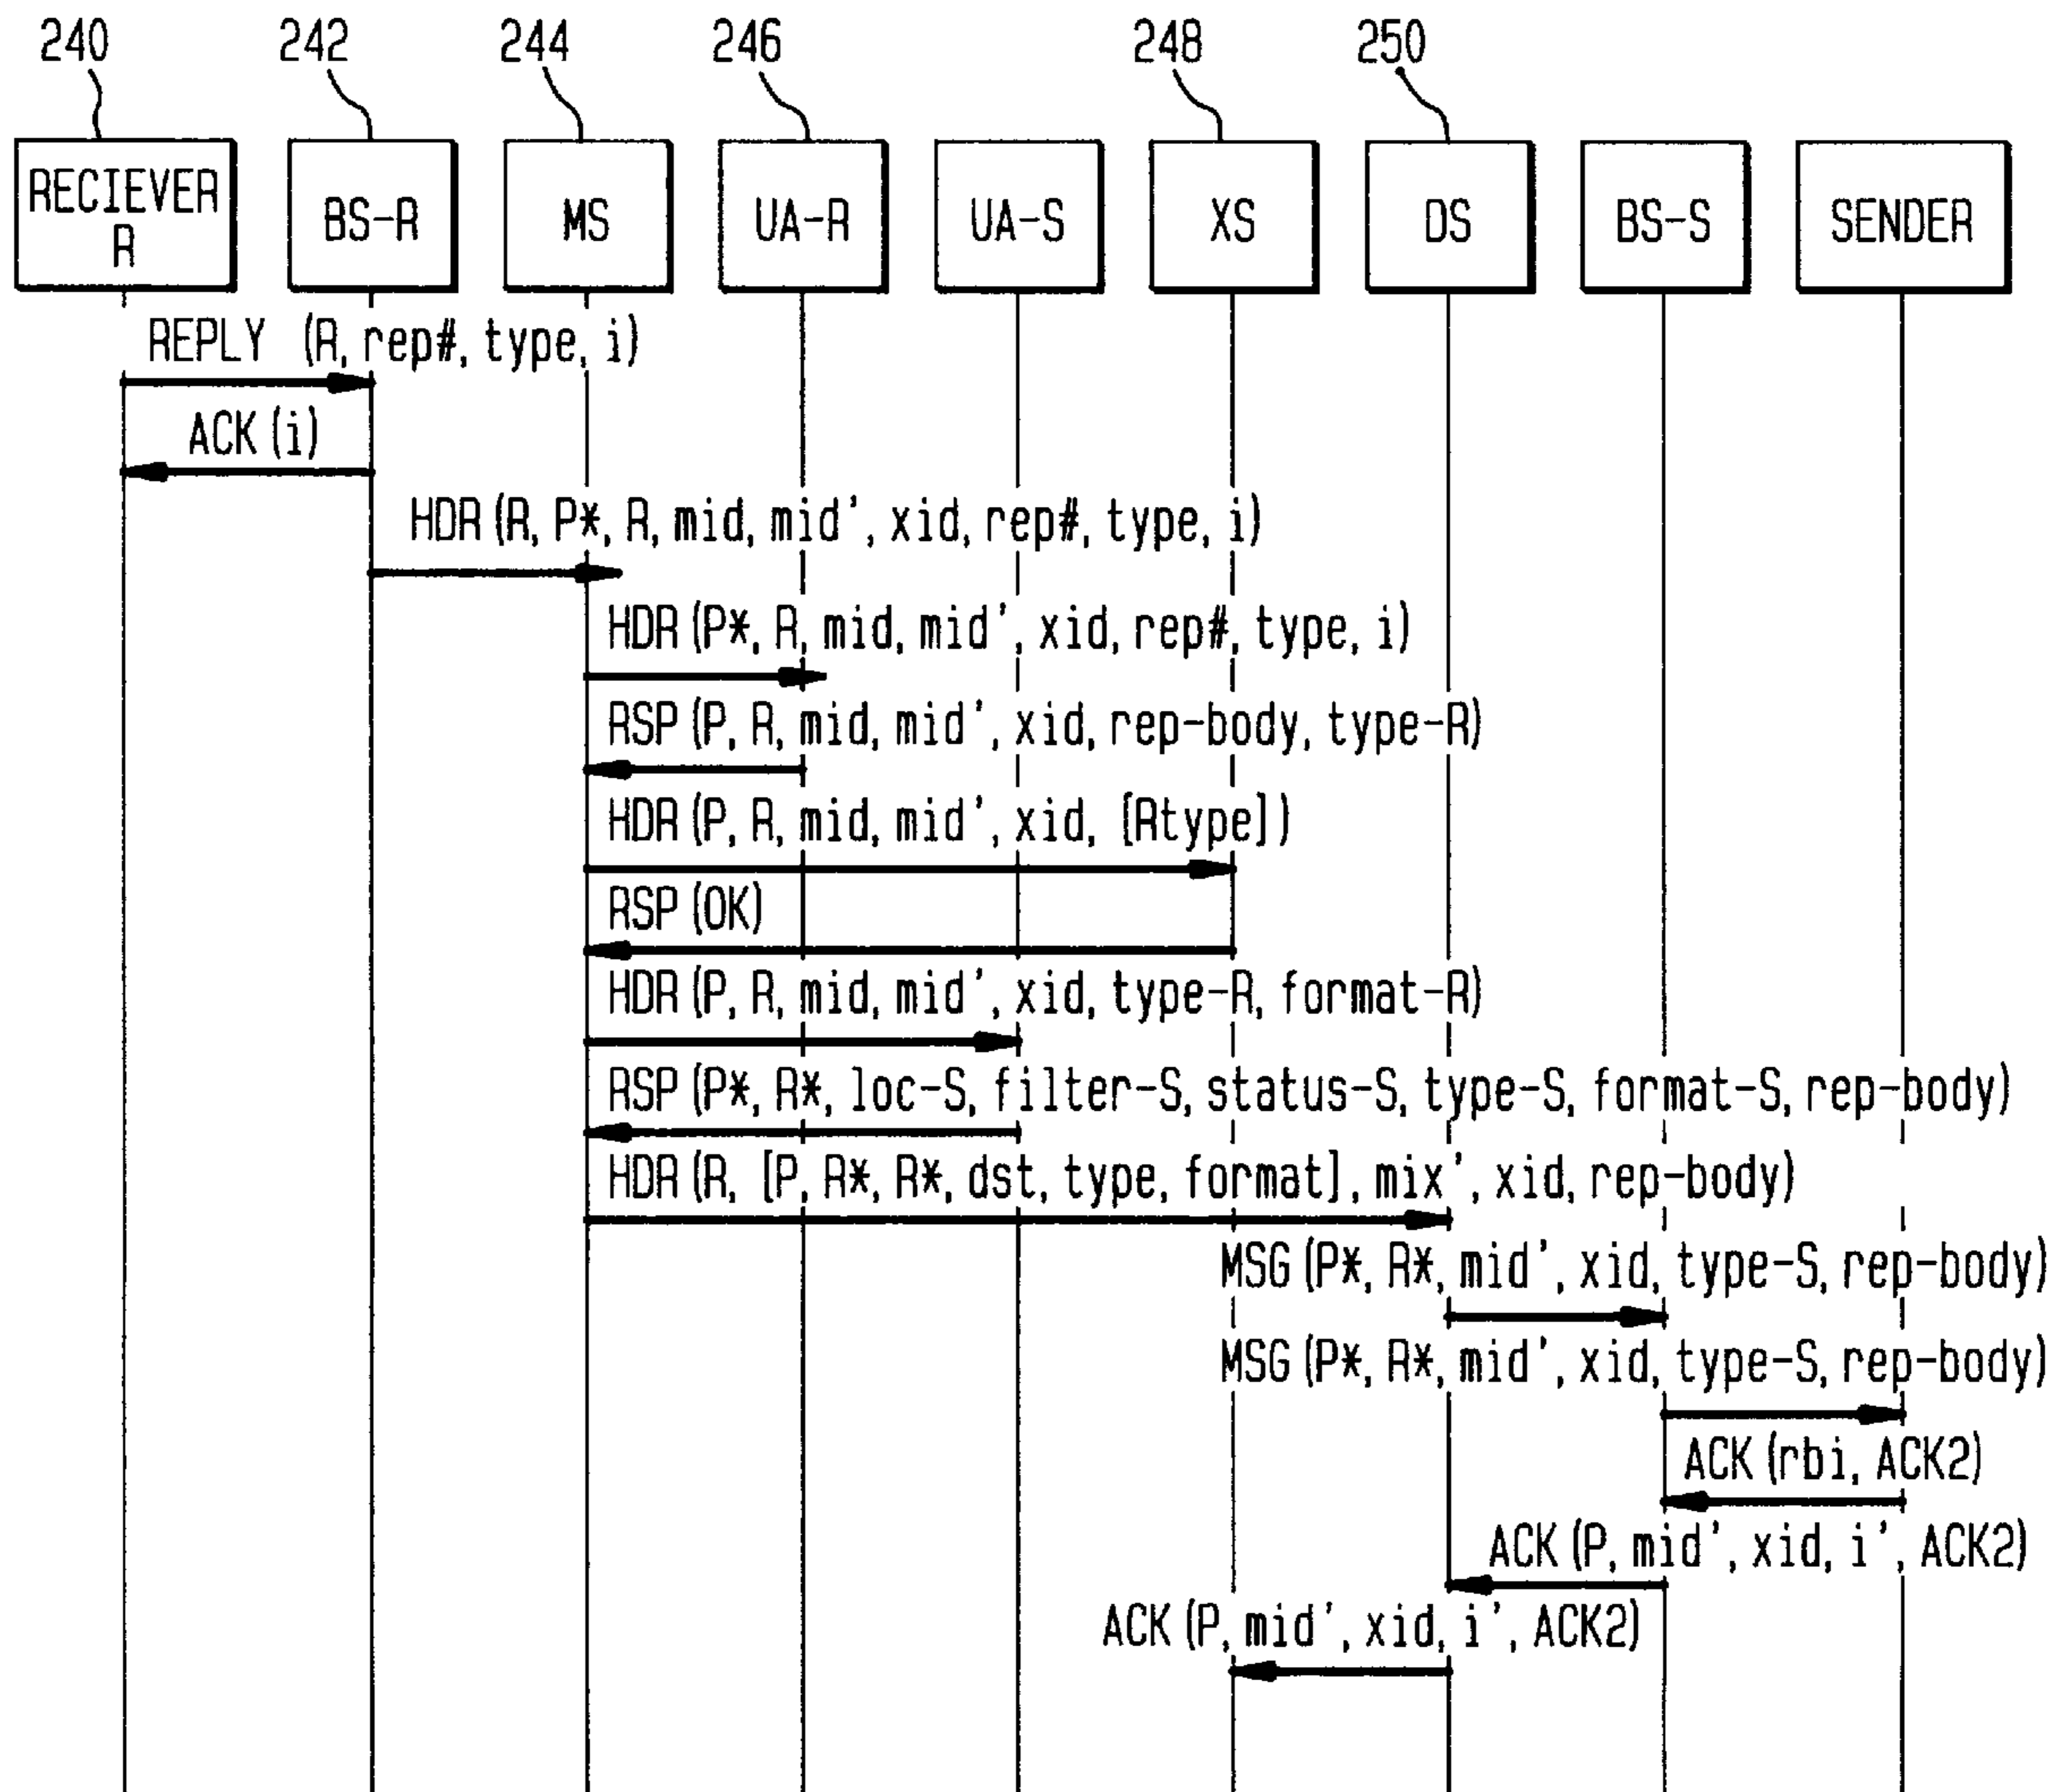 240 242 244 246 248 250
RECIEVER
R
BS-R MS UA-R UA-S XS DS BS-S SENDER
REPLY (R, rep#, type, i)
ACK (i)
HDR (R, P*, R, mid, mid', xid, rep#, type, i)
HDR (P*, R, mid, mid', xid, rep#, type, i)
RSP (P, R, mid, mid', xid, rep-body, type-R)
HDR (P, R, mid, mid', xid, [Rtype])
RSP (OK)
HDR (P, R, mid, mid', xid, type-R, format-R)
RSP (P*, R*, loc-S, filter-S, status-S, type-S, format-S, rep-body)
HDR (R, [P, R*, R*, dst, type, format], mix', xid, rep-body)
MSG (P*, R*, mid', xid, type-S, rep-body)
MSG (P*, R*, mid', xid, type-S, rep-body)
ACK (rbi, ACK2)
ACK (P, mid', xid, i', ACK2)
ACK (P, mid', xid, i', ACK2)